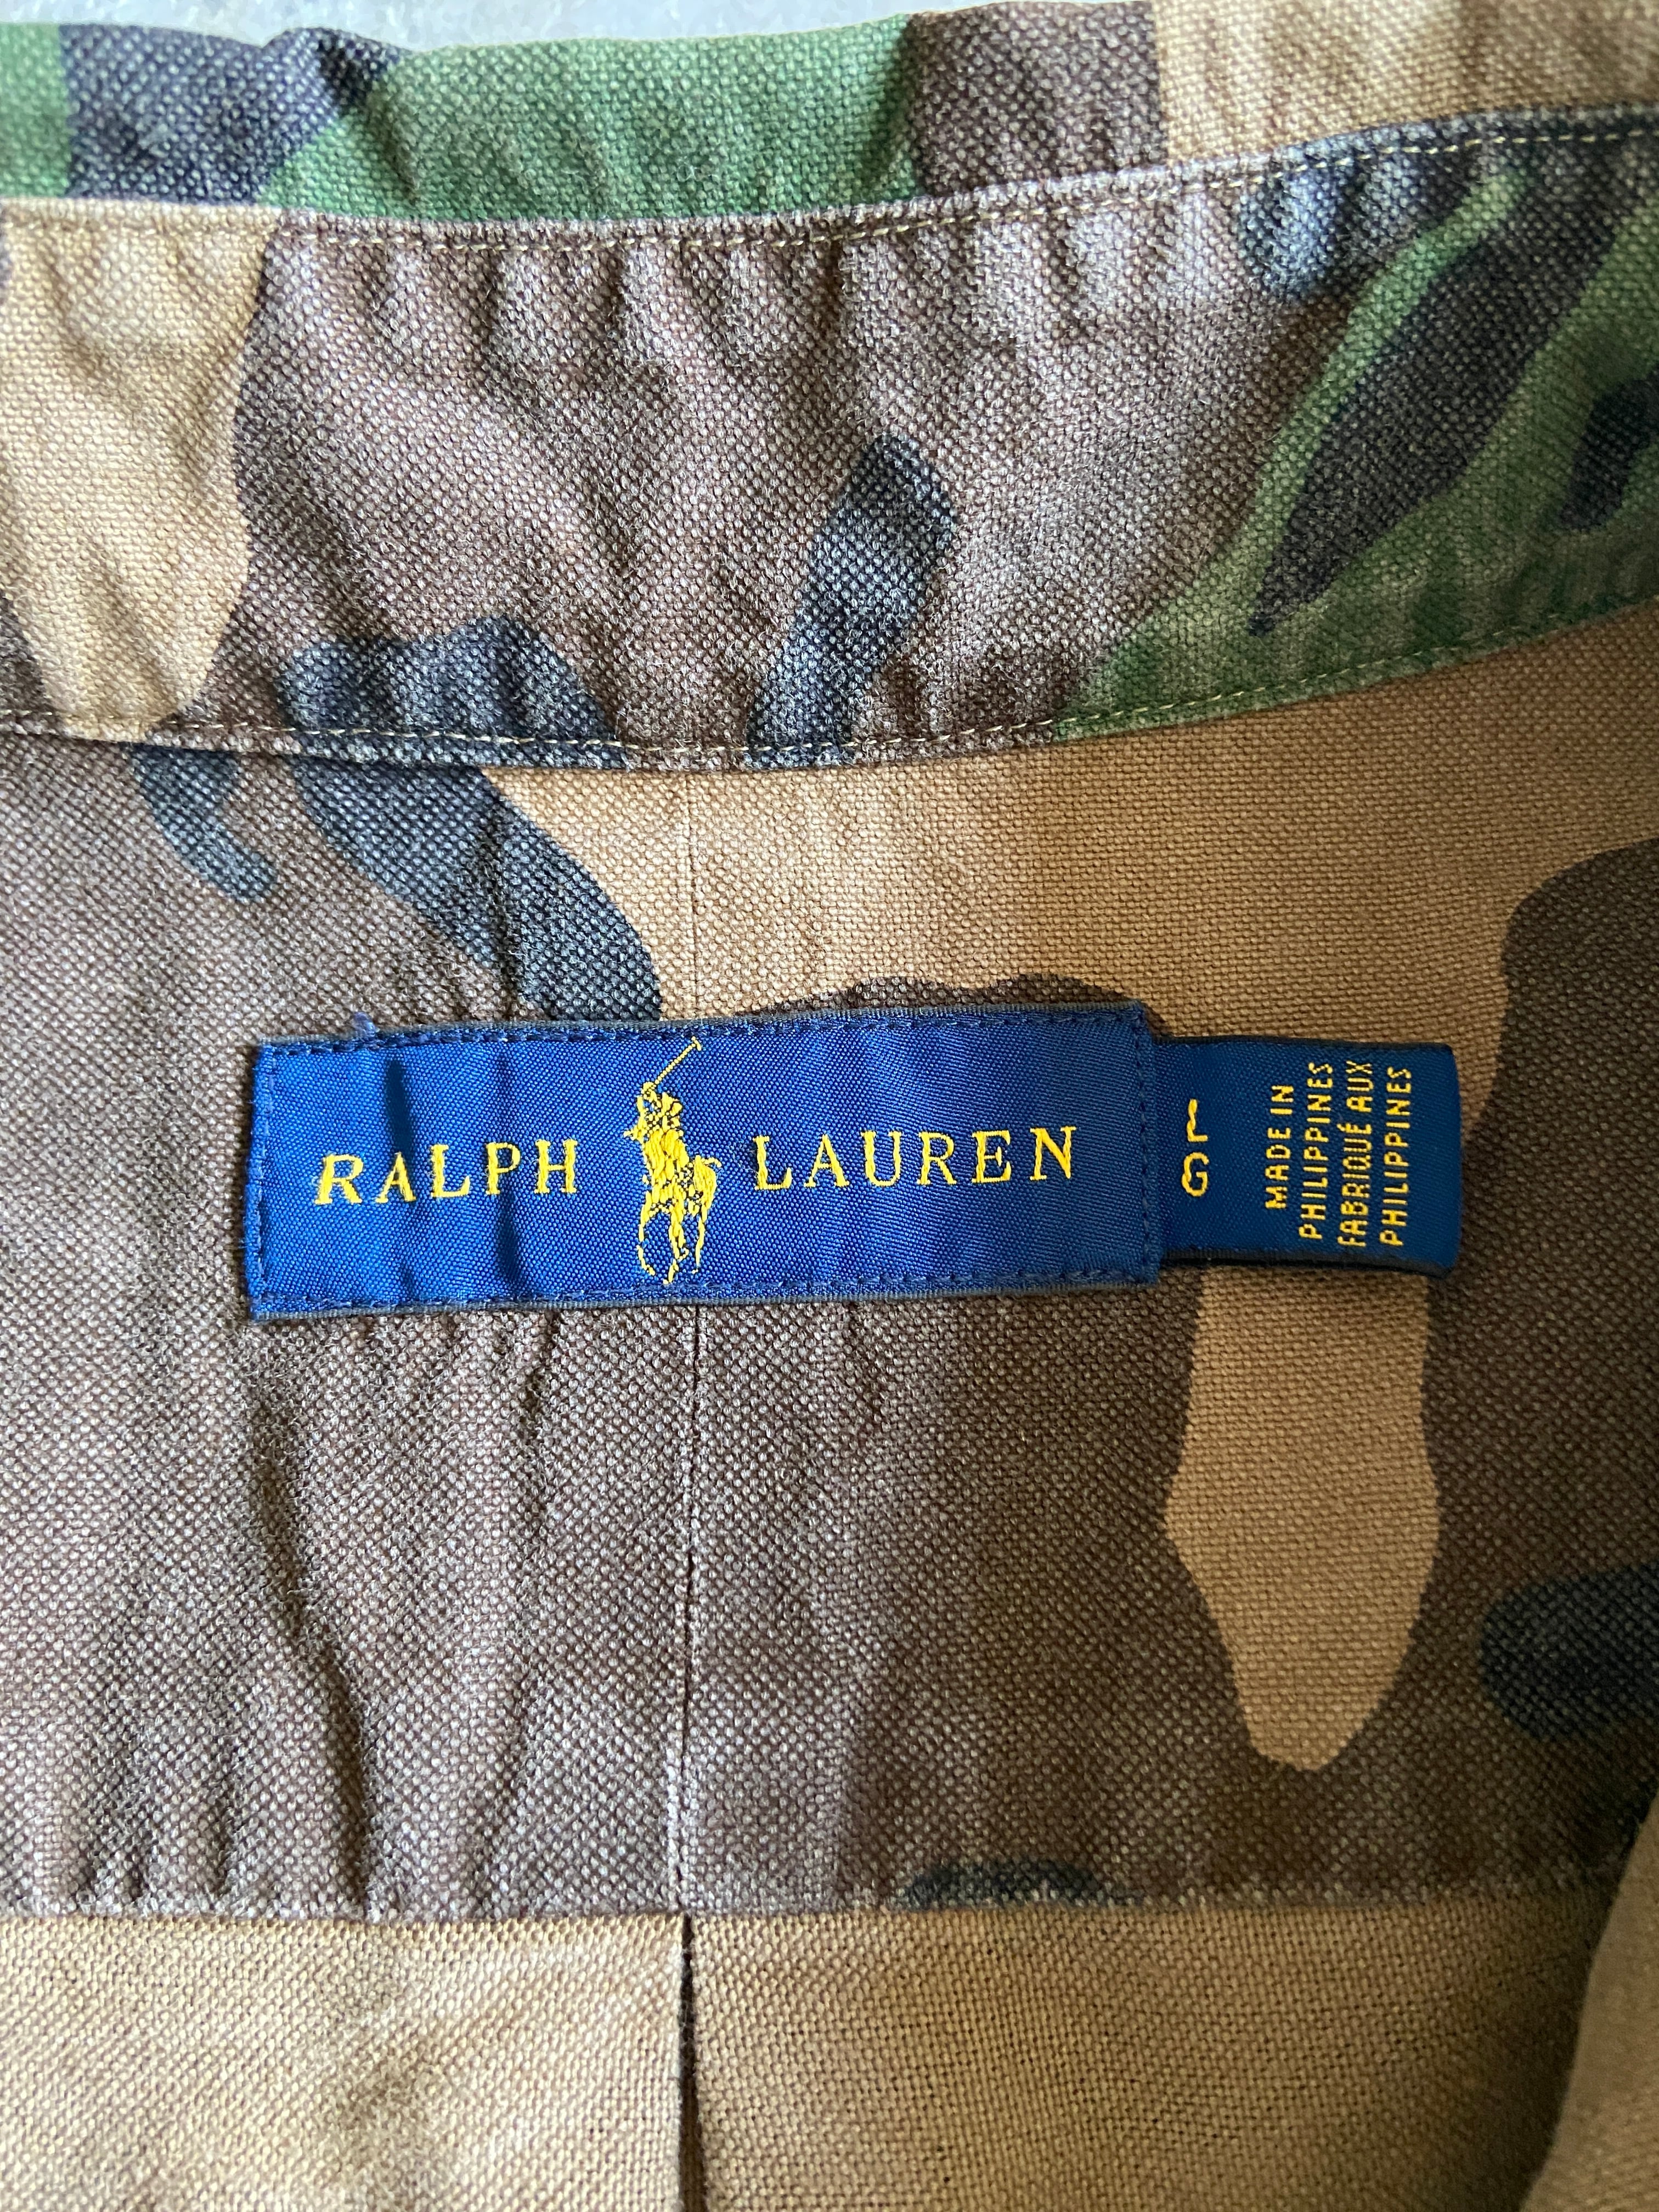 RALPH LAUREN
L
G
MADE IN
PHILIPPINES
FABRIQUÉ AUX
PHILIPPINES